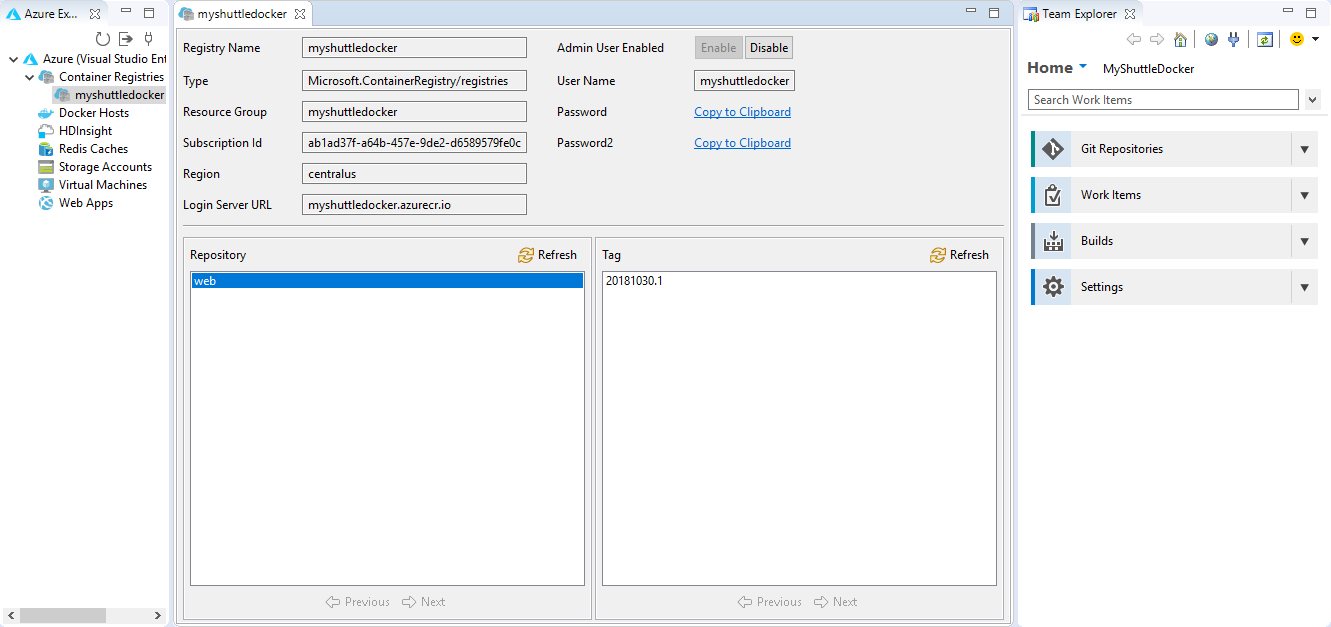 Azure Ex...
Azure (Visual Studio Ent
Container Registries
myshuttledocker
Docker Hosts
HDInsight
Redis Caches
Storage Accounts
Virtual Machines
Web Apps
myshuttledocker
Registry Name myshuttledocker Admin User Enabled Enable Disable
Type Microsoft.ContainerRegistry/registries User Name myshuttledocker
Resource Group myshuttledocker Password Copy to Clipboard
Subscription Id ab1ad37f-a64b-457e-9de2-d6589579fe0c Password2 Copy to Clipboard
Region centralus
Login Server URL myshuttledocker.azurecr.io
Repository Refresh
web
Previous Next
Tag Refresh
20181030.1
Previous Next
Team Explorer
Home MyShuttleDocker
Search Work Items
Git Repositories
Work Items
Builds
Settings